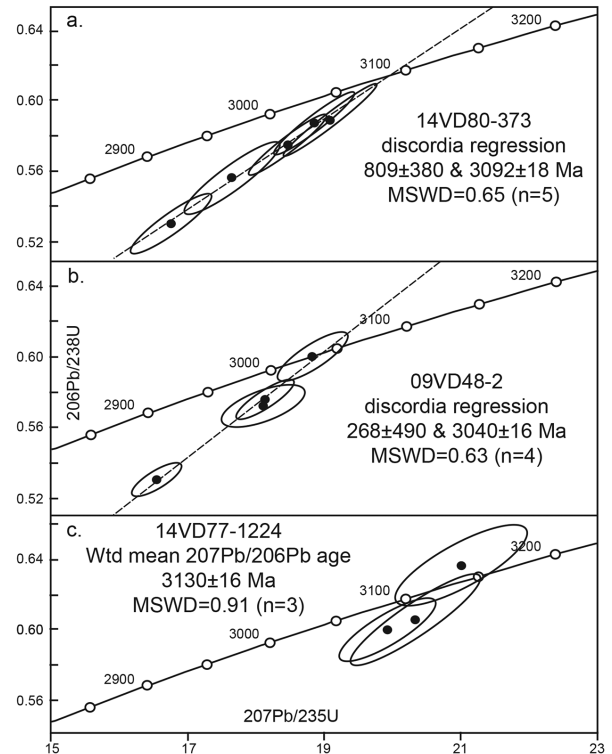 a.
0.64
3200
3100
0.60
3000
14VD80-373
discordia regression
2900
809±380 & 3092±18 Ma
0.56
MSWD=0.65 (n=5)
0.52
b.
0.64
3200
3100
206Pb/238U
0.60
3000
09VD48-2
discordia regression
2900
268±490 & 3040±16 Ma
0.56
MSWD=0.63 (n=4)
0.52
c.
14VD77-1224
Wtd mean 207Pb/206Pb age
3130±16 Ma
MSWD=0.91 (n=3)
3200
0.64
3100
0.60
3000
2900
0.56
207Pb/235U
15 17 19 21 23